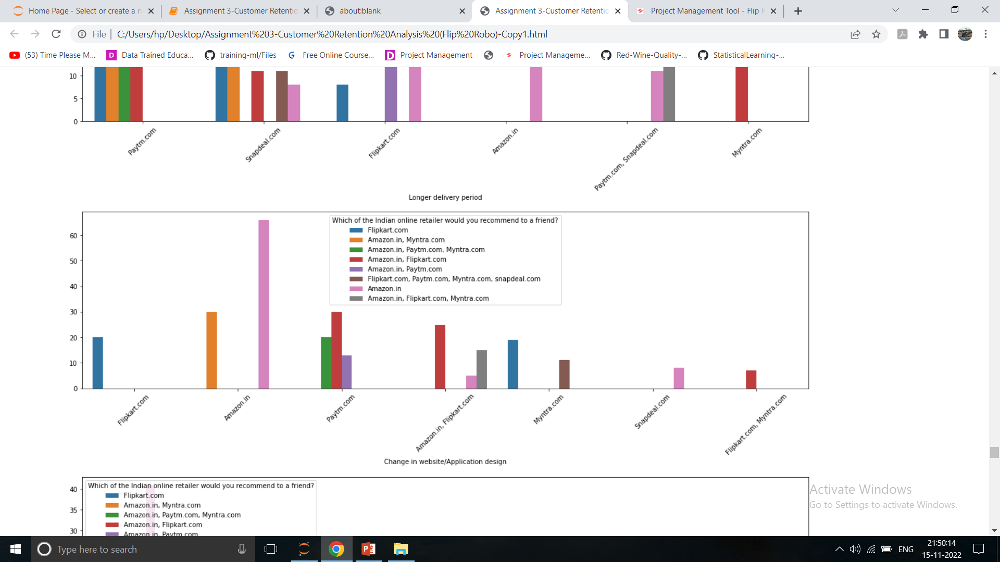 Home Page - Select or create a n
Assignment 3-Customer Retentio
about:blank
Assignment 3-Customer Retentio
Project Management Tool - Flip R
File
C:/Users/hp/Desktop/Assignment%203-Customer%20Retention%20Analysis%20(Flip%20Robo)-Copy1.html
(53) Time Please M...
Data Trained Educa...
training-ml/Files
Free Online Course...
Project Management
Project Manageme...
Red-Wine-Quality-...
StatisticalLearning-...
10
5
0
Paytm.com
Snapdeal.com
Flipkart.com
Amazon.in
Paytm.com, Snapdeal.com
Myntra.com
Longer delivery period
Which of the Indian online retailer would you recommend to a friend?
Flipkart.com
Amazon.in, Myntra.com
Amazon.in, Paytm.com, Myntra.com
Amazon.in, Flipkart.com
Amazon.in, Paytm.com
Flipkart.com, Paytm.com, Myntra.com, snapdeal.com
Amazon.in
Amazon.in, Flipkart.com, Myntra.com
60
50
40
30
20
10
0
Flipkart.com
Amazon.in
Paytm.com
Amazon.in, Flipkart.com
Myntra.com
Snapdeal.com
Flipkart.com, Myntra.com
Change in website/Application design
Which of the Indian online retailer would you recommend to a friend?
Flipkart.com
Amazon.in, Myntra.com
Amazon.in, Paytm.com, Myntra.com
Amazon.in, Flipkart.com
Amazon.in, Paytm.com
40
35
30
Activate Windows
Go to Settings to activate Windows.
Type here to search
ENG
21:50:14
15-11-2022